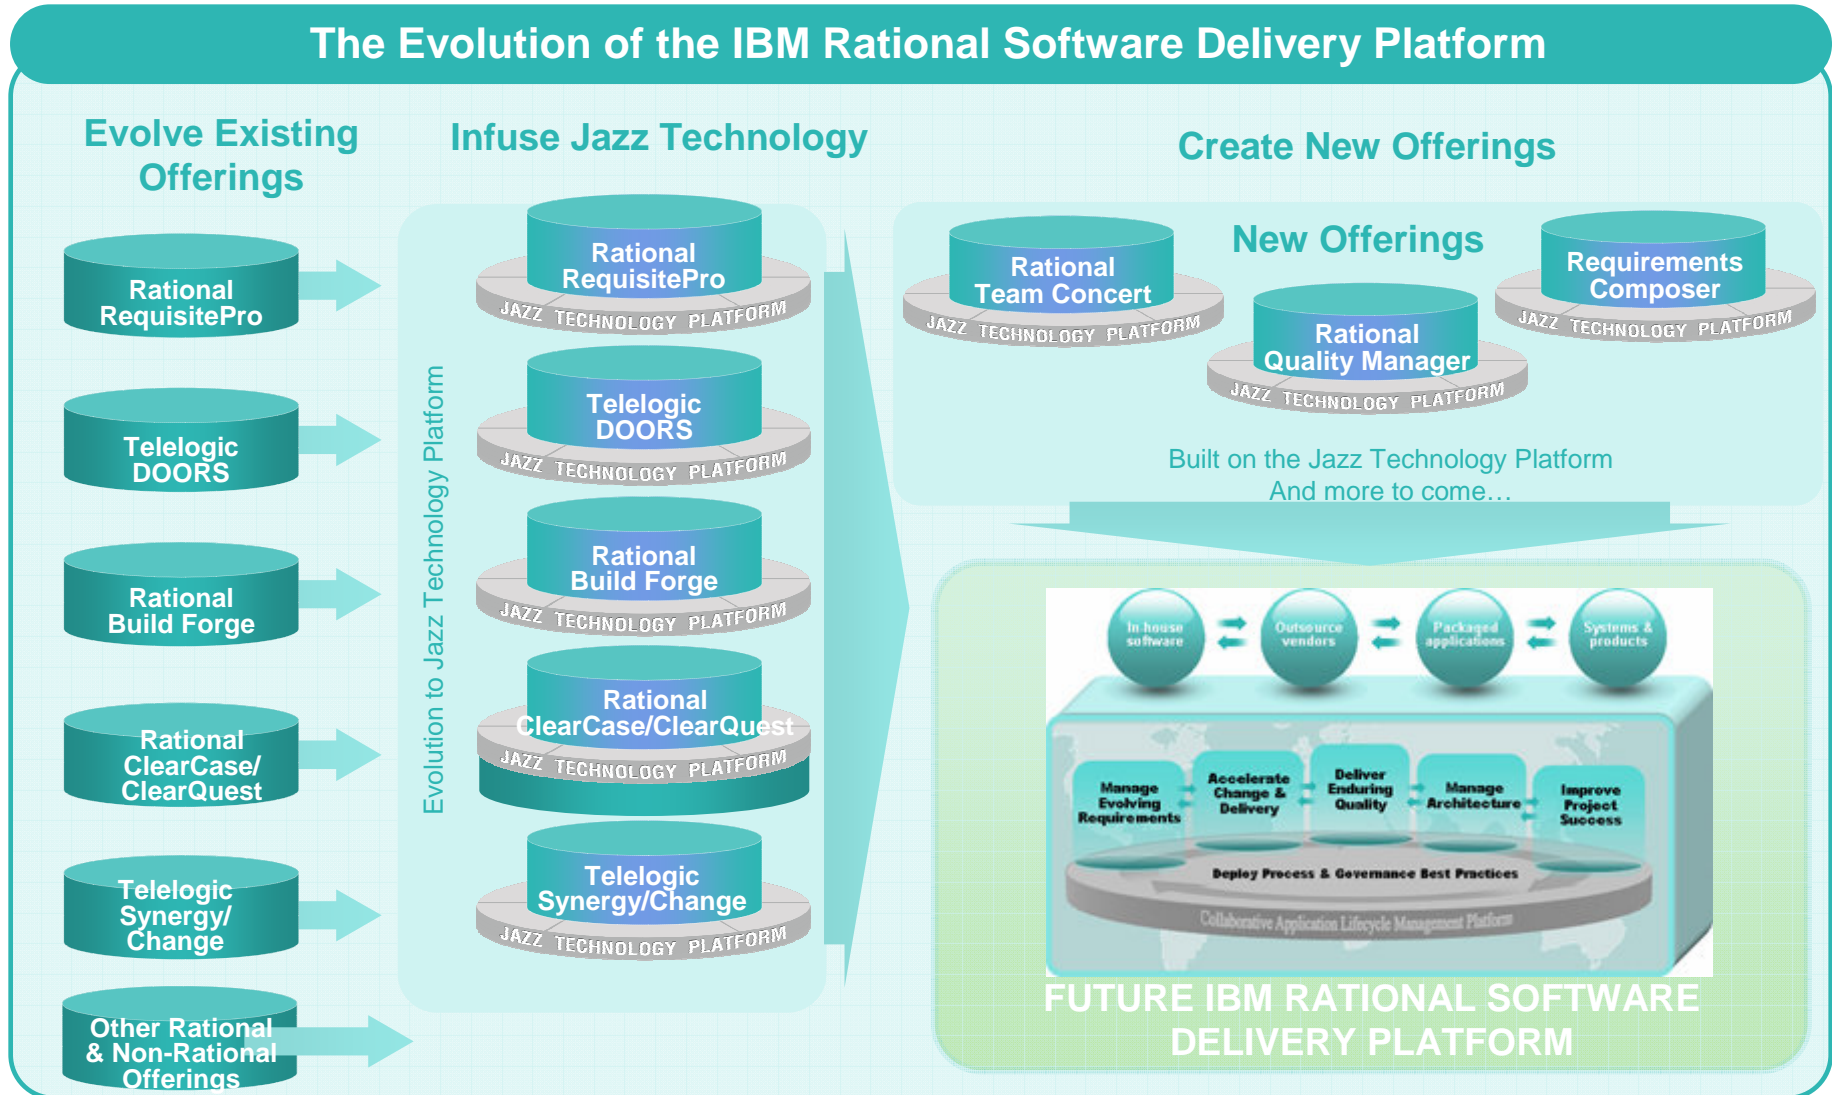 The Evolution of the IBM Rational Software Delivery Platform
Evolve Existing
Offerings
Rational
RequisitePro
Telelogic
DOORS
Rational
Build Forge
Rational
ClearCase/
ClearQuest
Telelogic
Synergy/
Change
Other Rational
& Non-Rational
Offerings
Infuse Jazz Technology
Evolution to Jazz Technology Platform
Rational
RequisitePro
JAZZ TECHNOLOGY PLATFORM
Telelogic
DOORS
JAZZ TECHNOLOGY PLATFORM
Rational
Build Forge
JAZZ TECHNOLOGY PLATFORM
Rational
ClearCase/ClearQuest
JAZZ TECHNOLOGY PLATFORM
Telelogic
Synergy/Change
JAZZ TECHNOLOGY PLATFORM
Create New Offerings
New Offerings
Rational
Team Concert
JAZZ TECHNOLOGY PLATFORM
Rational
Quality Manager
JAZZ TECHNOLOGY PLATFORM
Requirements
Composer
JAZZ TECHNOLOGY PLATFORM
Built on the Jazz Technology Platform
And more to come…
In house
software
Outsource
vendors
Packaged
applications
Systems &
products
Manage
Evolving
Requirements
Accelerate
Change &
Delivery
Deliver
Enduring
Quality
Manage
Architecture
Improve
Project
Success
Deploy Process & Governance Best Practices
Collaborative Application Lifecycle Management Platform
FUTURE IBM RATIONAL SOFTWARE
DELIVERY PLATFORM